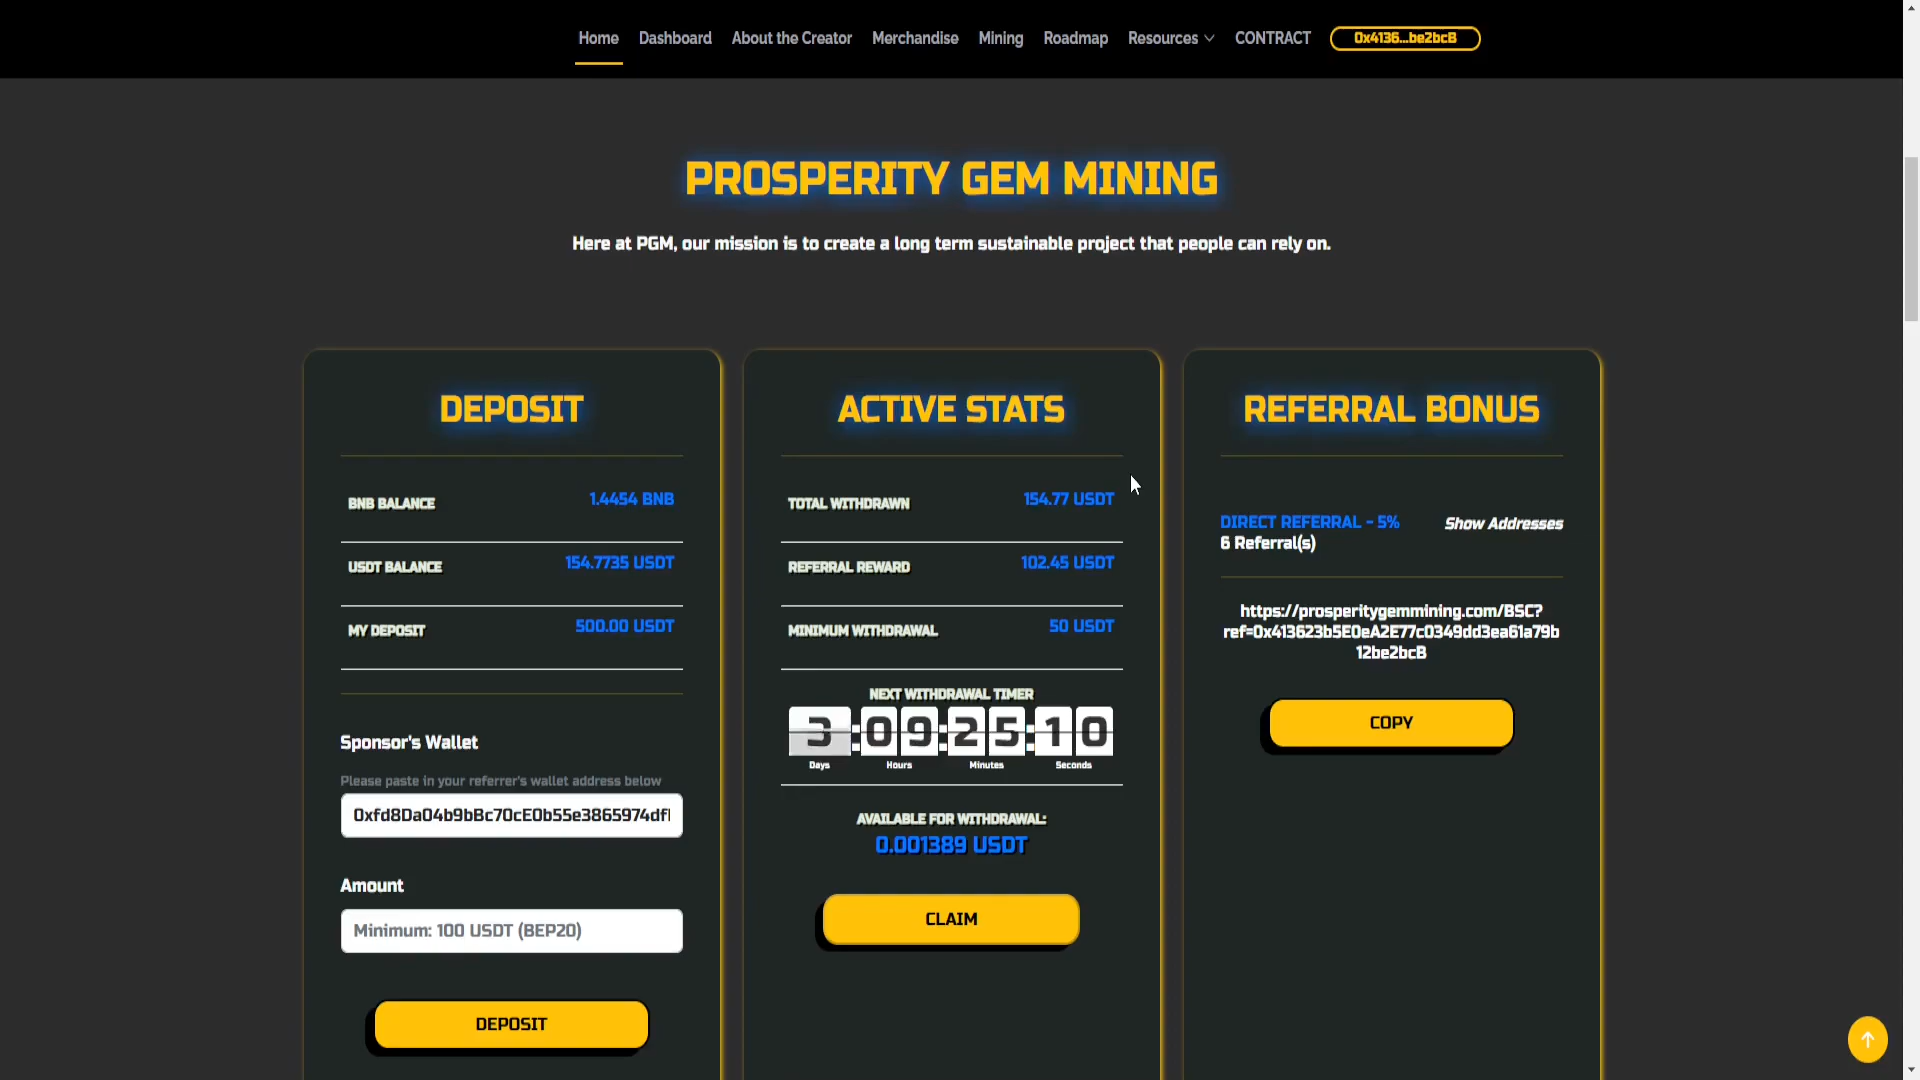 Home Dashboard About the Creator Merchandise Mining Roadmap Resources CONTRACT 0x4136...be2bcB
PROSPERITY GEM MINING
Here at PGM, our mission is to create a long term sustainable project that people can rely on.
DEPOSIT
BNB BALANCE 1.4454 BNB
USDT BALANCE 154.7735 USDT
MY DEPOSIT 500.00 USDT
Sponsor's Wallet
Please paste in your referrer's wallet address below
0xfd8Da04b9bBc70cE0b55e3865974df
Amount
Minimum: 100 USDT (BEP20)
DEPOSIT
ACTIVE STATS
TOTAL WITHDRAWN 154.77 USDT
REFERRAL REWARD 102.45 USDT
MINIMUM WITHDRAWAL 50 USDT
NEXT WITHDRAWAL TIMER
3:09:25:10
Days Hours Minutes Seconds
AVAILABLE FOR WITHDRAWAL:
0.001389 USDT
CLAIM
REFERRAL BONUS
DIRECT REFERRAL - 5% Show Addresses
6 Referral(s)
https://prosperitygemmining.com/BSC?
ref=0x413623b5E0eA2E77c0349dd3ea61a79b
12be2bcB
COPY